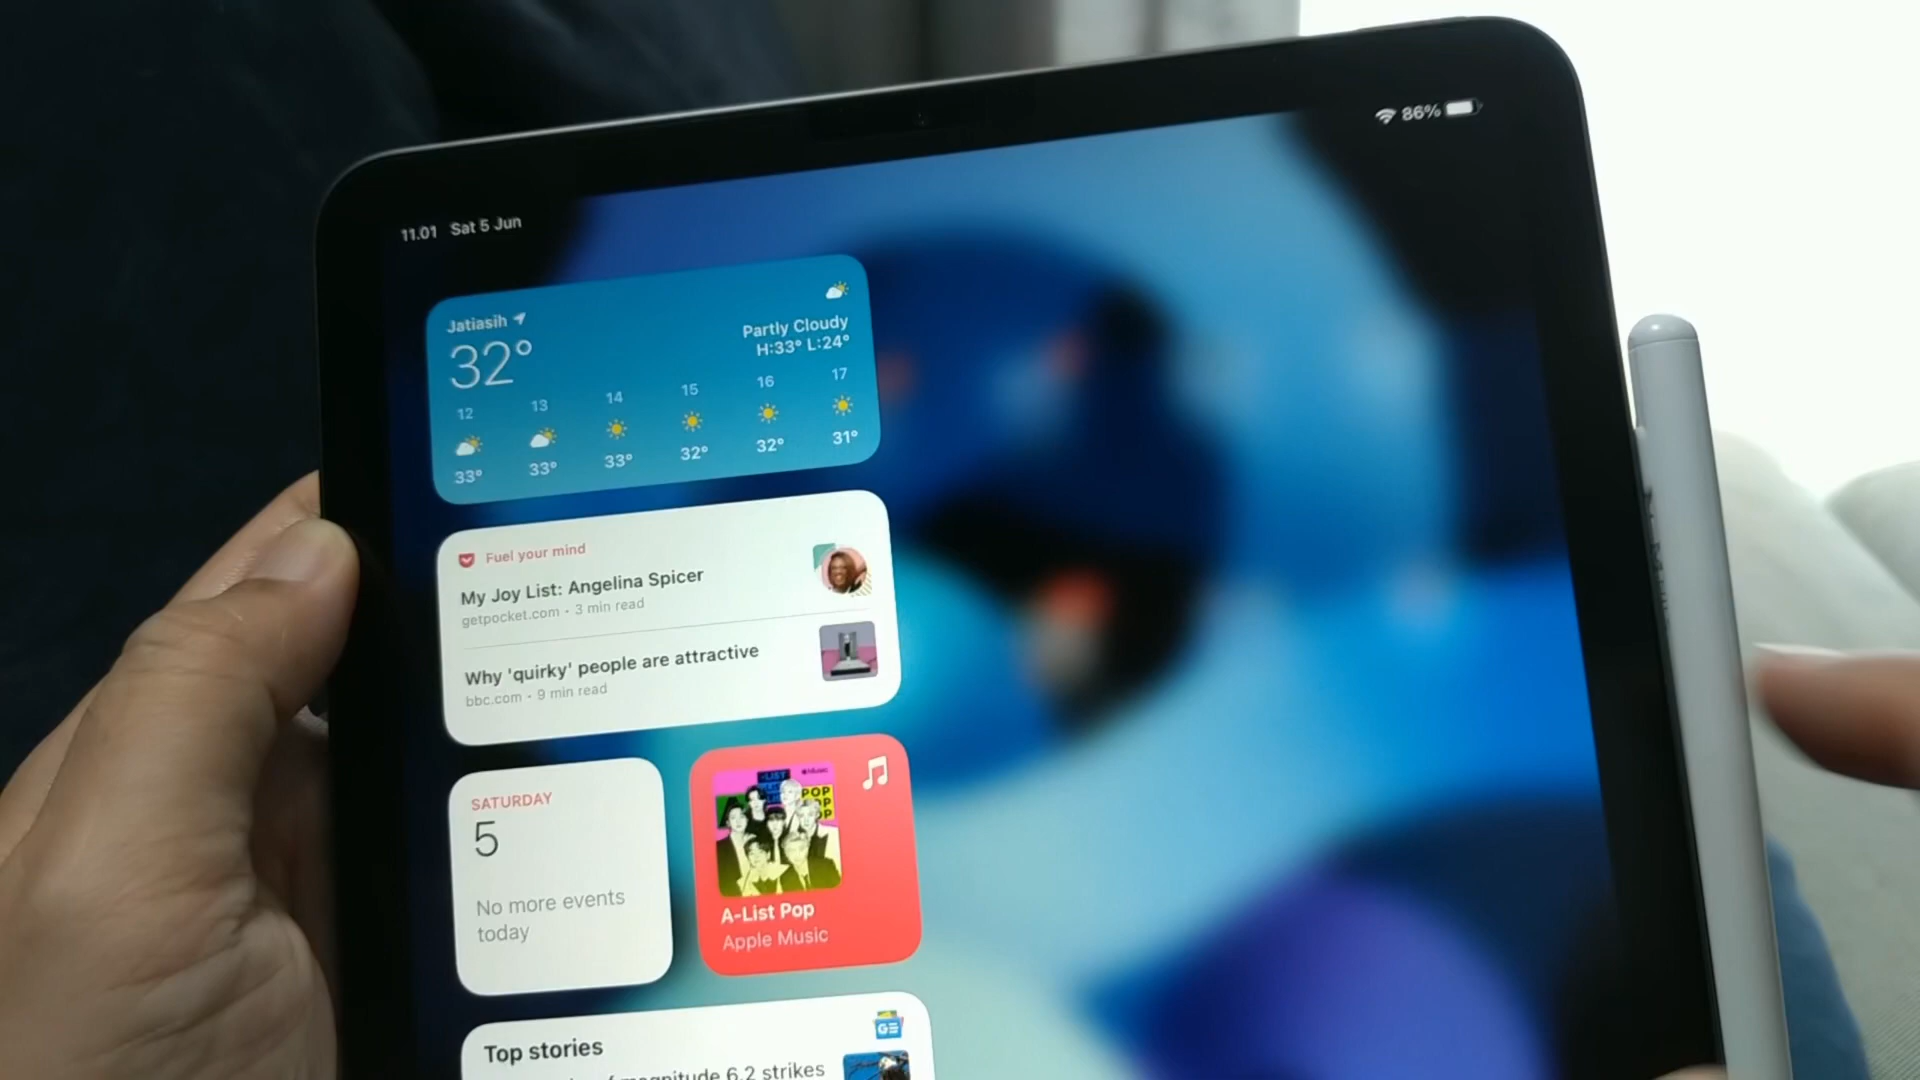 11.01 Sat 5 Jun
86%
Jatiasih
32°
Partly Cloudy
H:33° L:24°
12 13 14 15 16 17
33° 33° 33° 32° 32° 31°
Fuel your mind
My Joy List: Angelina Spicer
getpocket.com • 3 min read
Why 'quirky' people are attractive
bbc.com • 9 min read
SATURDAY
5
No more events
today
A-LIST
Music
POP
A-List Pop
Apple Music
GE
Top stories
magnitude 6.2 strikes